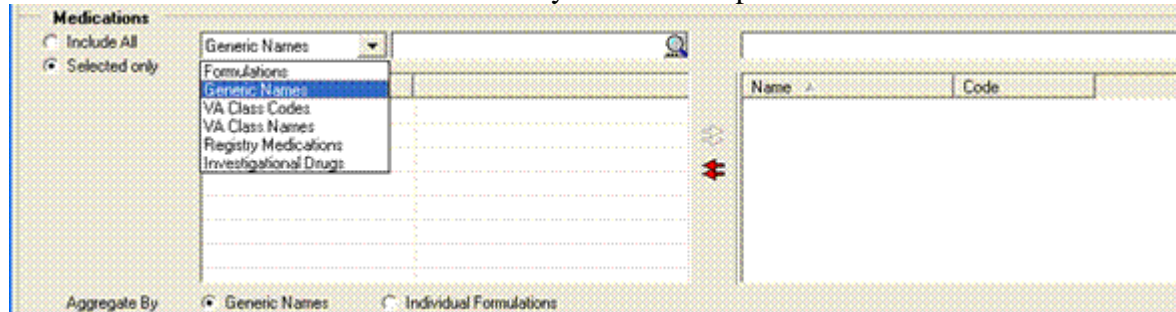 Medications
Include All
Selected only
Generic Names
Formulations
Generic Names
VA Class Codes
VA Class Names
Registry Medications
Investigational Drugs
Name
Code
Aggregate By Generic Names Individual Formulations